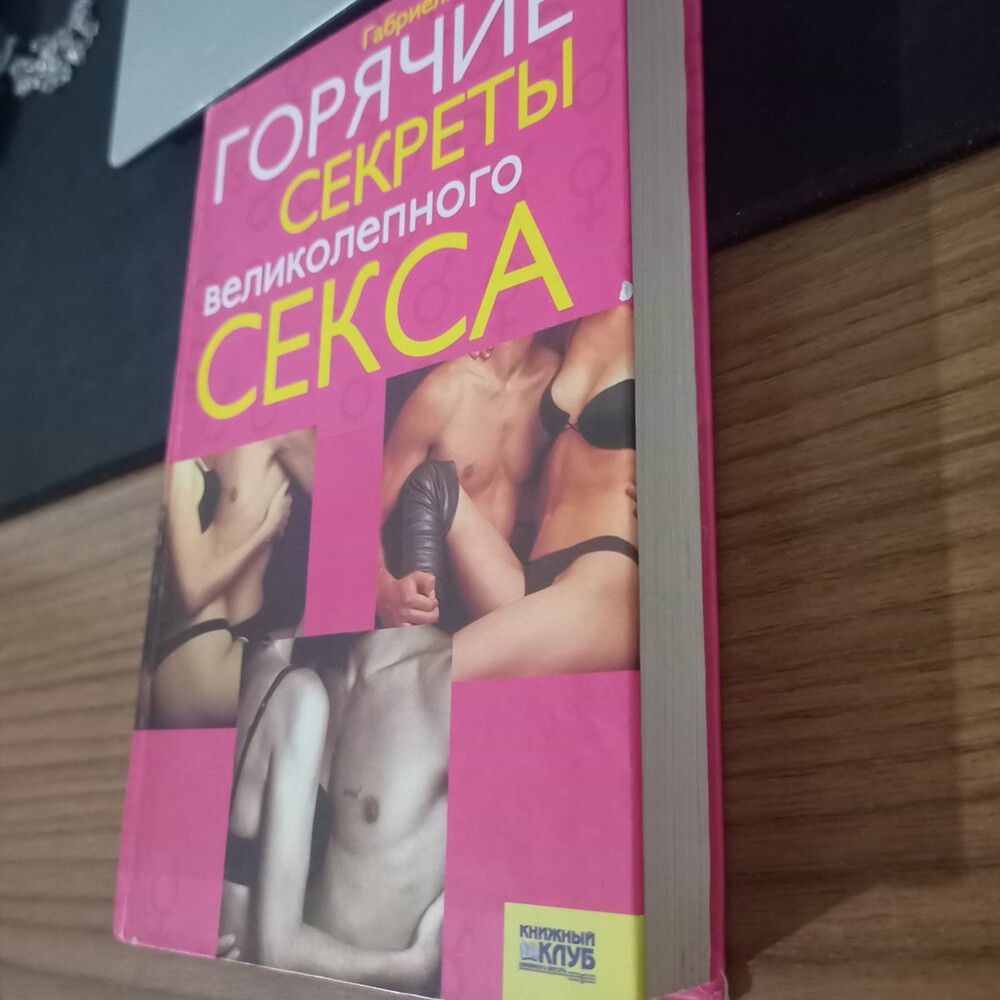 ГОРЯЧИЕ
СЕКРЕТЫ
великолепного
СЕКСА
КНИЖНЫЙ
КЛУБ